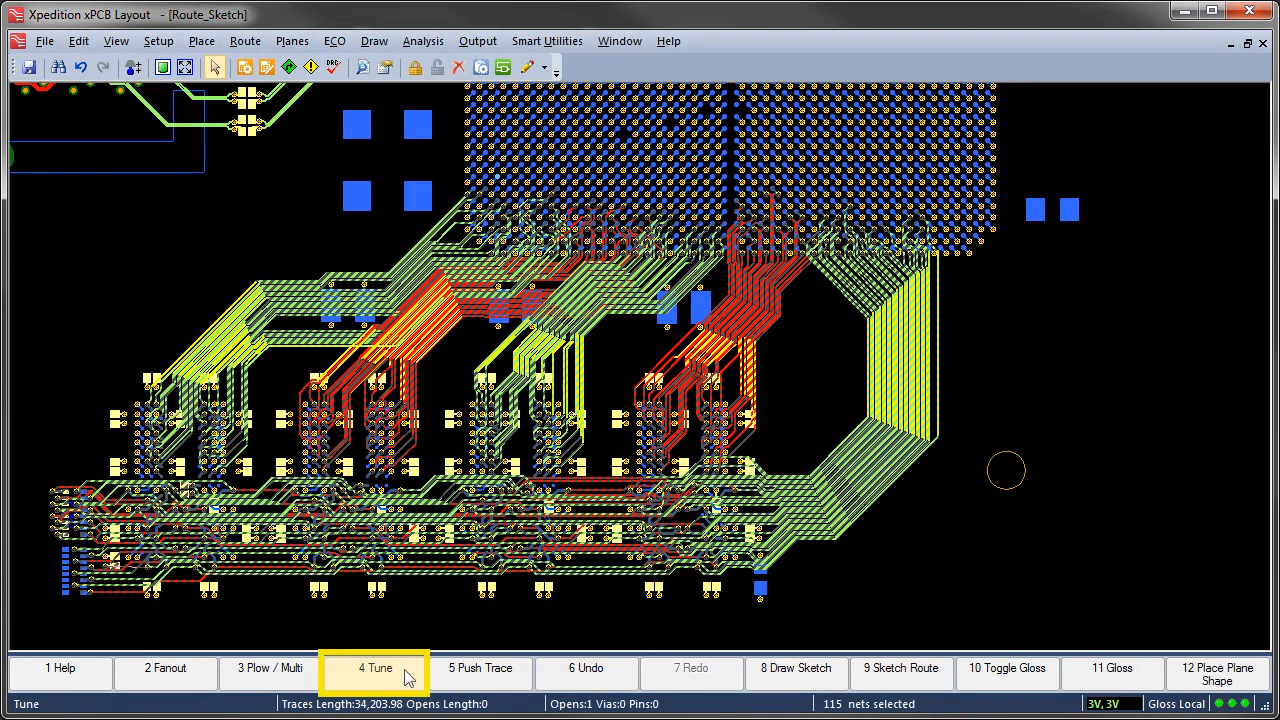 Xpedition xPCB Layout - [Route_Sketch]
File Edit View Setup Place Route Planes ECO Draw Analysis Output Smart Utilities Window Help
DRC
1 Help 2 Fanout 3 Plow / Multi 4 Tune 5 Push Trace 6 Undo 7 Redo 8 Draw Sketch 9 Sketch Route 10 Toggle Gloss 11 Gloss 12 Place Plane Shape
Tune Traces Length:34,203.98 Opens Length:0 Opens:1 Vias:0 Pins:0 115 nets selected 3V, 3V Gloss Local